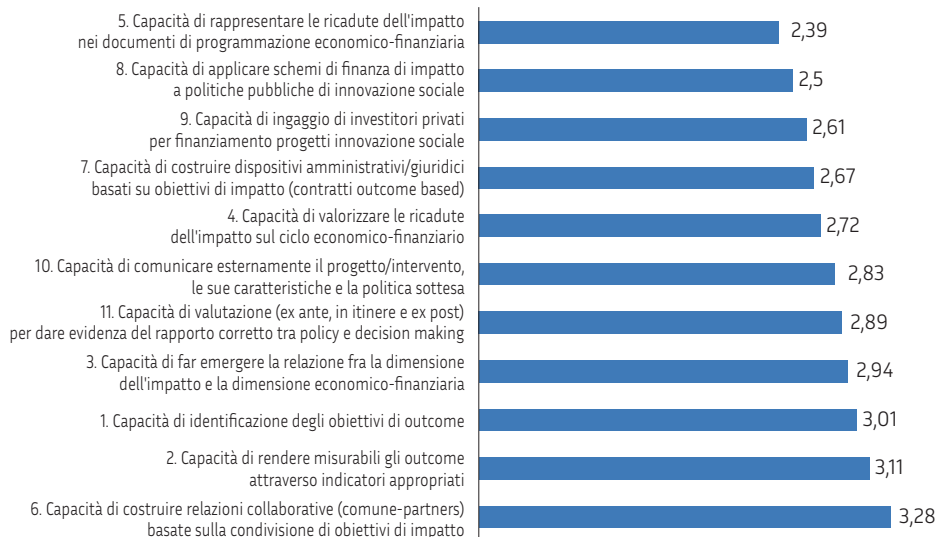 5. Capacità di rappresentare le ricadute dell'impatto
nei documenti di programmazione economico-finanziaria
2,39
8. Capacità di applicare schemi di finanza di impatto
a politiche pubbliche di innovazione sociale
2,5
9. Capacità di ingaggio di investitori privati
per finanziamento progetti innovazione sociale
2,61
7. Capacità di costruire dispositivi amministrativi/giuridici
basati su obiettivi di impatto (contratti outcome based)
2,67
4. Capacità di valorizzare le ricadute
dell'impatto sul ciclo economico-finanziario
2,72
10. Capacità di comunicare esternamente il progetto/intervento,
le sue caratteristiche e la politica sottesa
2,83
11. Capacità di valutazione (ex ante, in itinere e ex post)
per dare evidenza del rapporto corretto tra policy e decision making
2,89
3. Capacità di far emergere la relazione fra la dimensione
dell'impatto e la dimensione economico-finanziaria
2,94
1. Capacità di identificazione degli obiettivi di outcome
3,01
2. Capacità di rendere misurabili gli outcome
attraverso indicatori appropriati
3,11
6. Capacità di costruire relazioni collaborative (comune-partners)
basate sulla condivisione di obiettivi di impatto
3,28